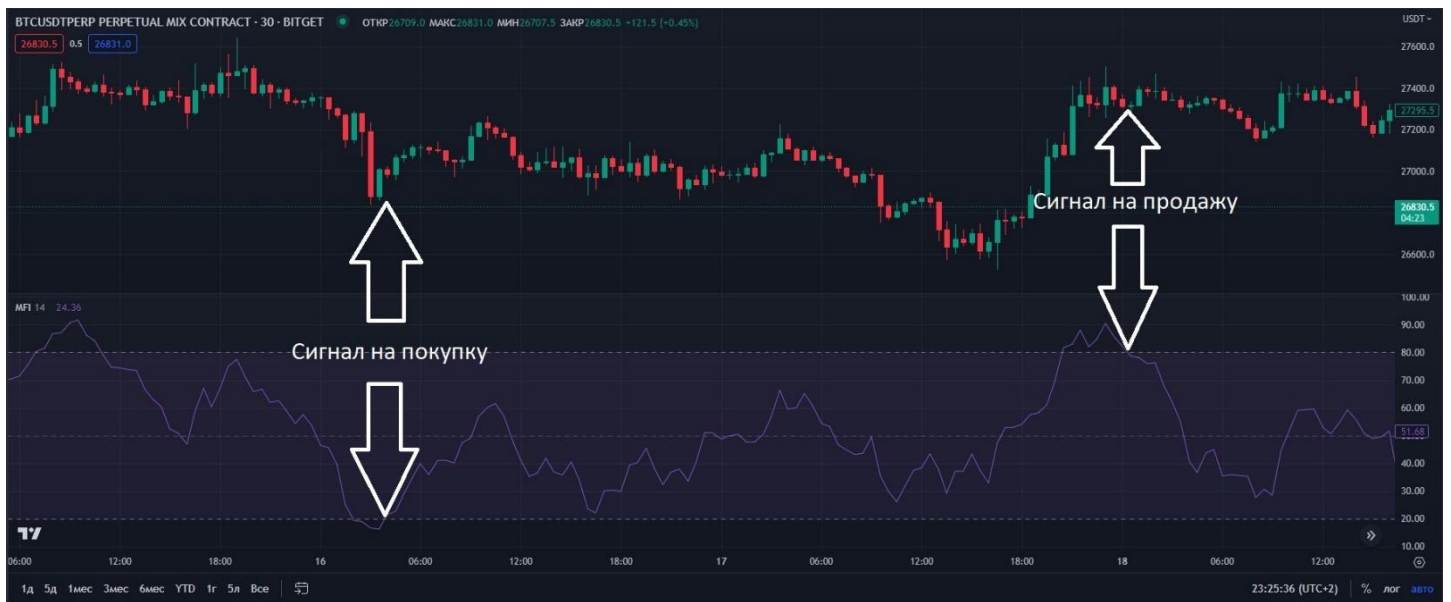 BTCUSDTPERP PERPETUAL MIX CONTRACT · 30 · BITGET ОТКР26709.0 МАКС26831.0 МИН26707.5 ЗАКР26830.5 -121.5 (+0.45%) USDT
26830.5 0.5 26831.0
27600.0
27400.0
27295.5
27200.0
27000.0
26830.5
04:23
Сигнал на продажу
26600.0
MFI 14 24.36
100.00
90.00
Сигнал на покупку
80.00
70.00
60.00
51.68
40.00
30.00
20.00
10.00
06:00 12:00 18:00 16 06:00 12:00 18:00 17 06:00 12:00 18:00 18 06:00 12:00
1д 5д 1мес 3мес 6мес YTD 1г 5л Все 23:25:36 (UTC+2) % лог авто